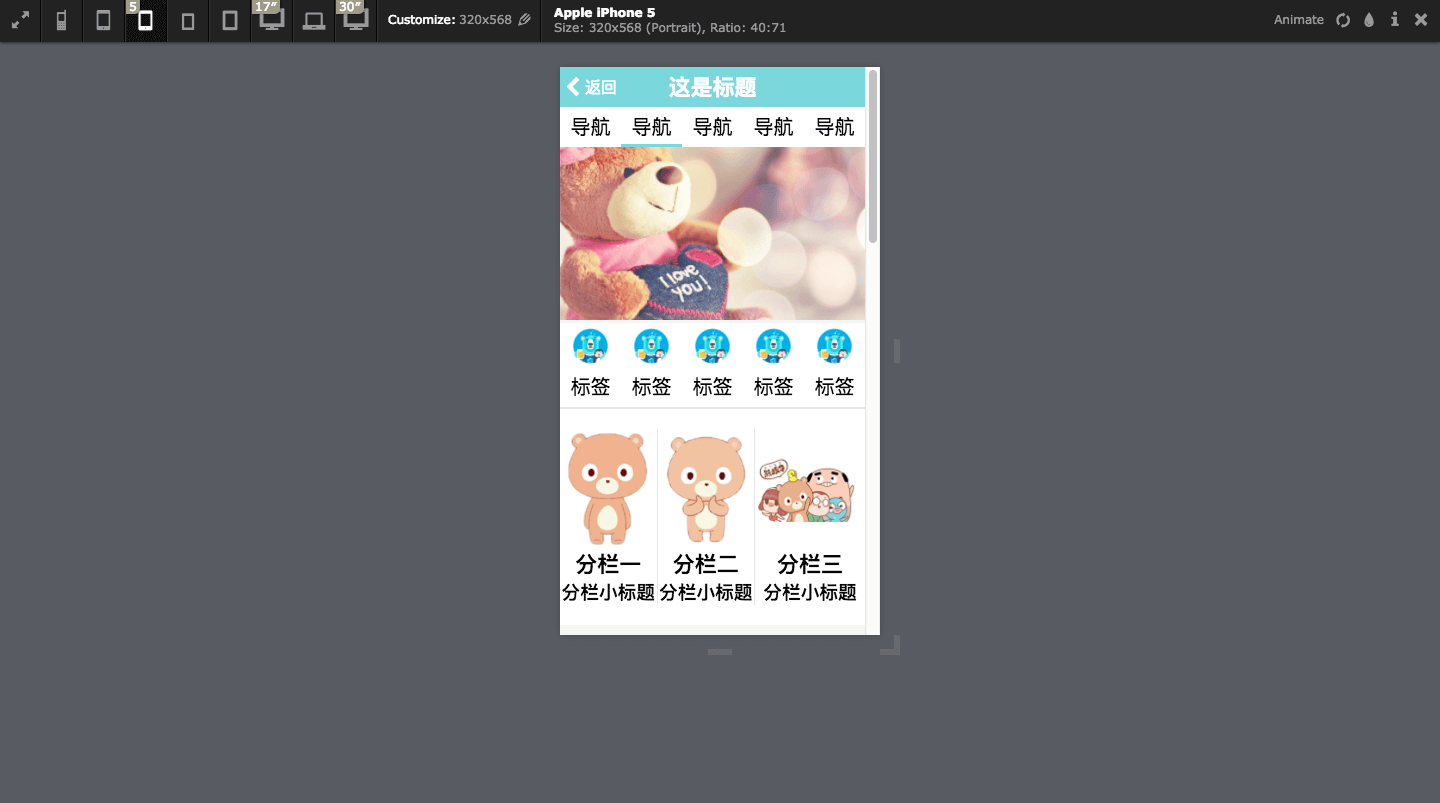 5
17″
30″
Customize: 320x568
Apple iPhone 5
Size: 320x568 (Portrait), Ratio: 40:71
Animate
返回
这是标题
导航 导航 导航 导航 导航
I love
you!
标签 标签 标签 标签 标签
分栏一 分栏二 分栏三
分栏小标题 分栏小标题 分栏小标题